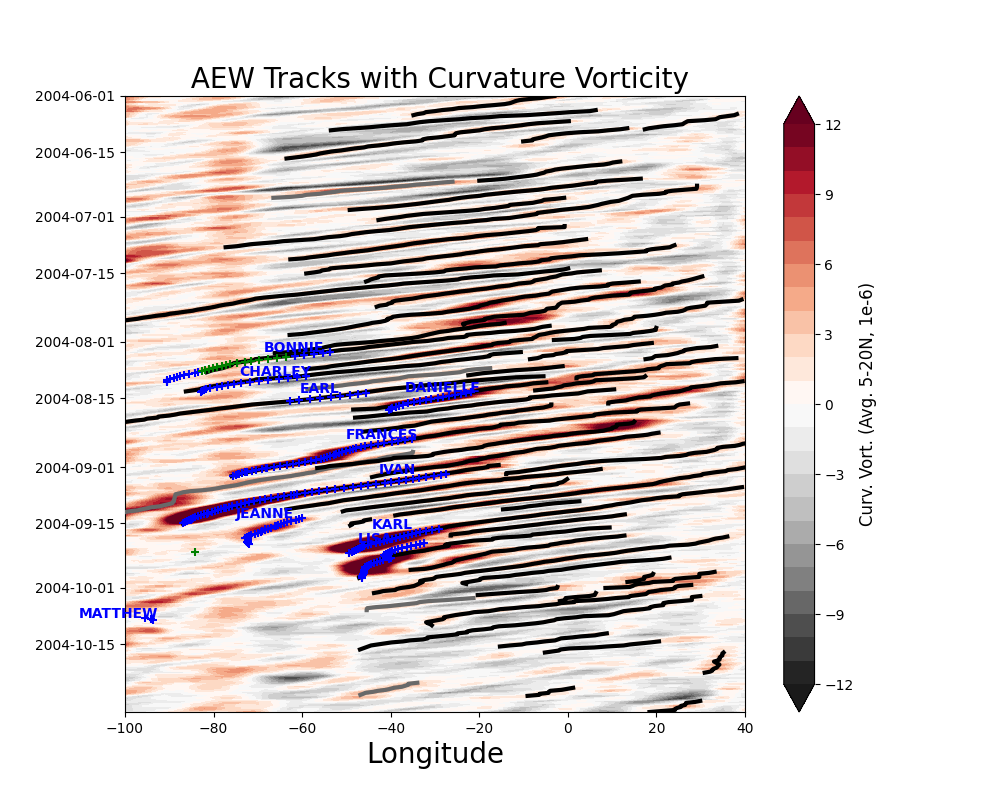 AEW Tracks with Curvature Vorticity
2004-06-01
2004-06-15
2004-07-01
2004-07-15
2004-08-01
2004-08-15
2004-09-01
2004-09-15
2004-10-01
2004-10-15
BONNIE
CHARLEY
EARL
DANIELLE
FRANCES
IVAN
JEANNE
KARL
LISA
MATTHEW
−100
−80
−60
−40
−20
0
20
40
Longitude
12
9
6
3
0
−3
−6
−9
−12
Curv. Vort. (Avg. 5-20N, 1e-6)